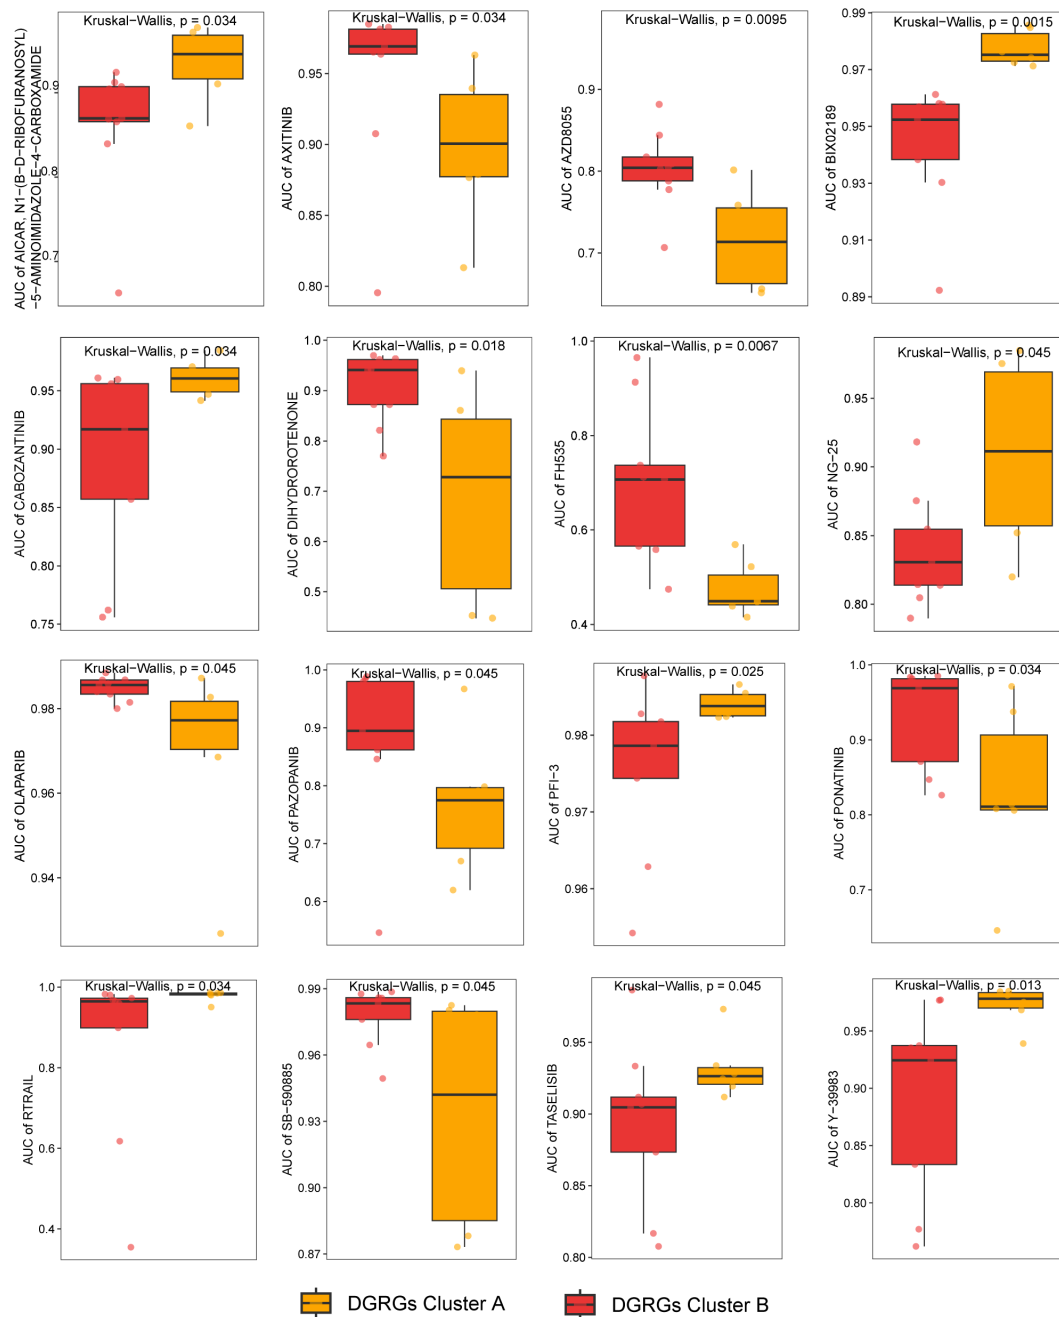 Kruskal−Wallis, p = 0.034
AUC of AICAR, N1−(B−D−RIBOFURANOSYL)
−5−AMINOIMIDAZOLE−4−CARBOXAMIDE
0.9
0.8
0.7
Kruskal−Wallis, p = 0.034
AUC of AXITINIB
0.95
0.90
0.85
0.80
Kruskal−Wallis, p = 0.0095
AUC of AZD8055
0.9
0.8
0.7
Kruskal−Wallis, p = 0.0015
AUC of BIX02189
0.99
0.97
0.95
0.93
0.91
0.89
Kruskal−Wallis, p = 0.034
AUC of CABOZANTINIB
0.95
0.90
0.85
0.80
0.75
Kruskal−Wallis, p = 0.018
AUC of DIHYDROROTENONE
1.0
0.9
0.8
0.7
0.6
0.5
Kruskal−Wallis, p = 0.0067
AUC of FH535
1.0
0.8
0.6
0.4
Kruskal−Wallis, p = 0.045
AUC of NG−25
0.95
0.90
0.85
0.80
Kruskal−Wallis, p = 0.045
AUC of OLAPARIB
0.98
0.96
0.94
Kruskal−Wallis, p = 0.045
AUC of PAZOPANIB
1.0
0.9
0.8
0.7
0.6
Kruskal−Wallis, p = 0.025
AUC of PFI−3
0.98
0.97
0.96
Kruskal−Wallis, p = 0.034
AUC of PONATINIB
1.0
0.9
0.8
0.7
Kruskal−Wallis, p = 0.034
AUC of RTRAIL
1.0
0.8
0.6
0.4
Kruskal−Wallis, p = 0.045
AUC of SB−590885
0.99
0.96
0.93
0.90
0.87
Kruskal−Wallis, p = 0.045
AUC of TASELISIB
0.95
0.90
0.85
0.80
Kruskal−Wallis, p = 0.013
AUC of Y−39983
0.95
0.90
0.85
0.80
DGRGs Cluster A
DGRGs Cluster B